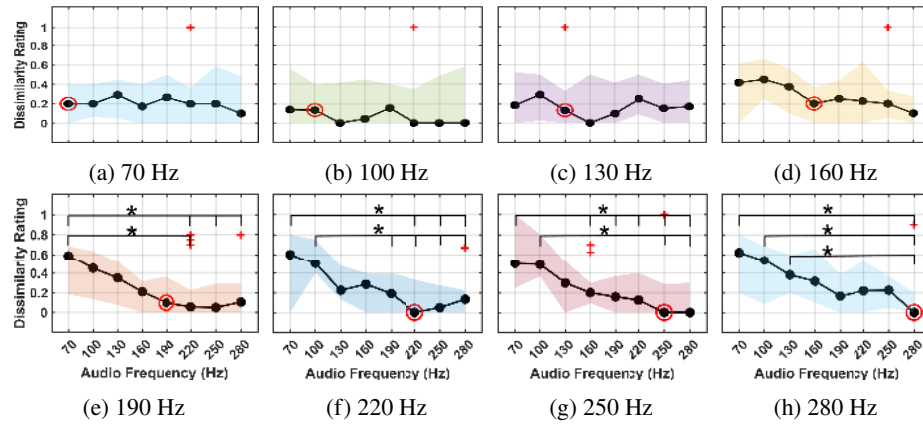 Dissimilarity Rating
1
0.8
0.6
0.4
0.2
0
(a) 70 Hz (b) 100 Hz (c) 130 Hz (d) 160 Hz
Dissimilarity Rating
1
0.8
0.6
0.4
0.2
0
* * * *
* * * *
*
70 100 130 160 190 220 250 280 70 100 130 160 190 220 250 280 70 100 130 160 190 220 250 280 70 100 130 160 190 220 250 280
Audio Frequency (Hz) Audio Frequency (Hz) Audio Frequency (Hz) Audio Frequency (Hz)
(e) 190 Hz (f) 220 Hz (g) 250 Hz (h) 280 Hz